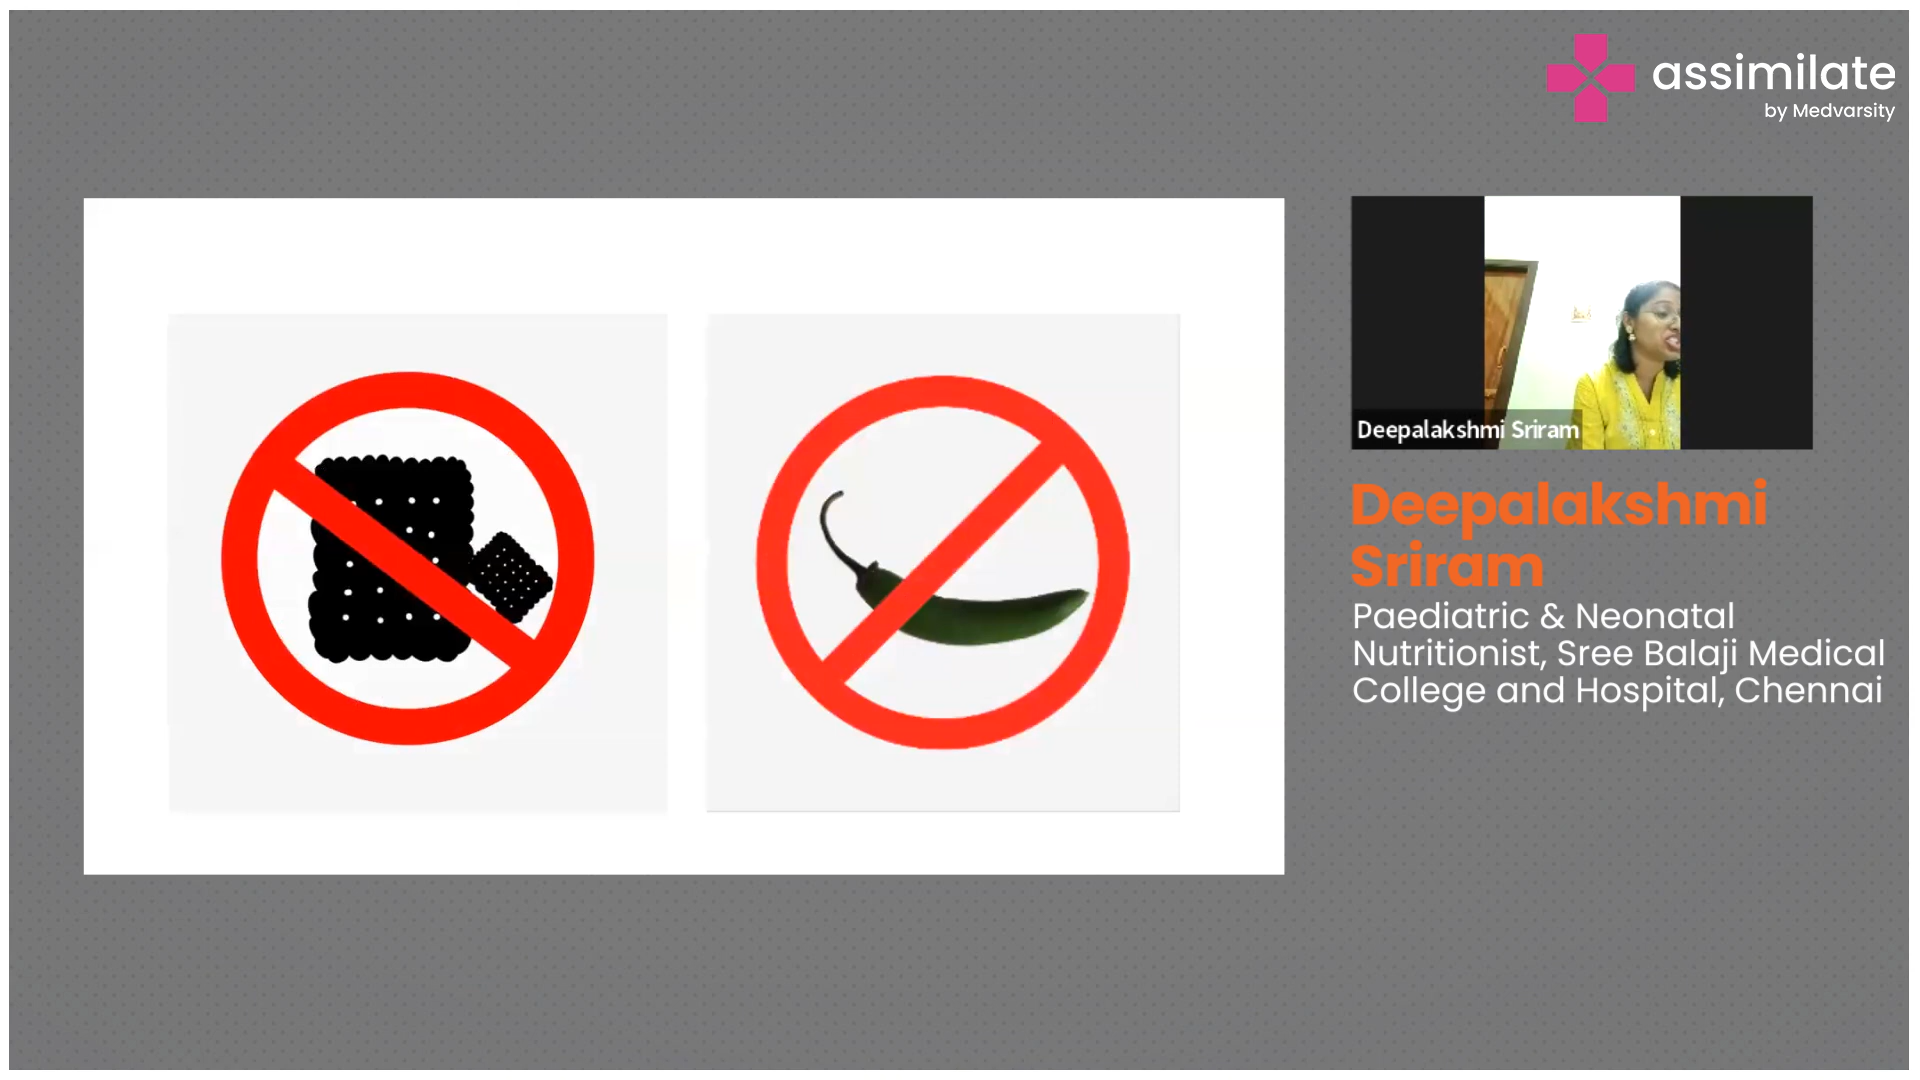 assimilate
by Medvarsity
Deepalakshmi Sriram
Deepalakshmi
Sriram
Paediatric & Neonatal
Nutritionist, Sree Balaji Medical
College and Hospital, Chennai